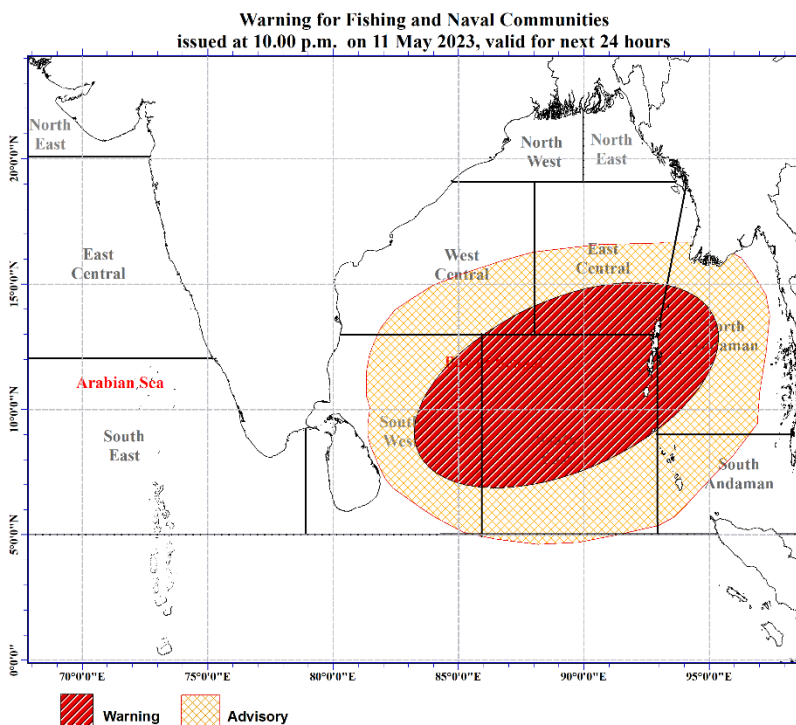 Warning for Fishing and Naval Communities
issued at 10.00 p.m. on 11 May 2023, valid for next 24 hours
North
East
North
West
North
East
20°0'0"N
East
Central
West
Central
East
Central
15°0'0"N
Arabian Sea
10°0'0"N
South
East
South
West
South
Andaman
5°0'0"N
0°0'0"
70°0'0"E
75°0'0"E
80°0'0"E
85°0'0"E
90°0'0"E
95°0'0"E
Warning
Advisory